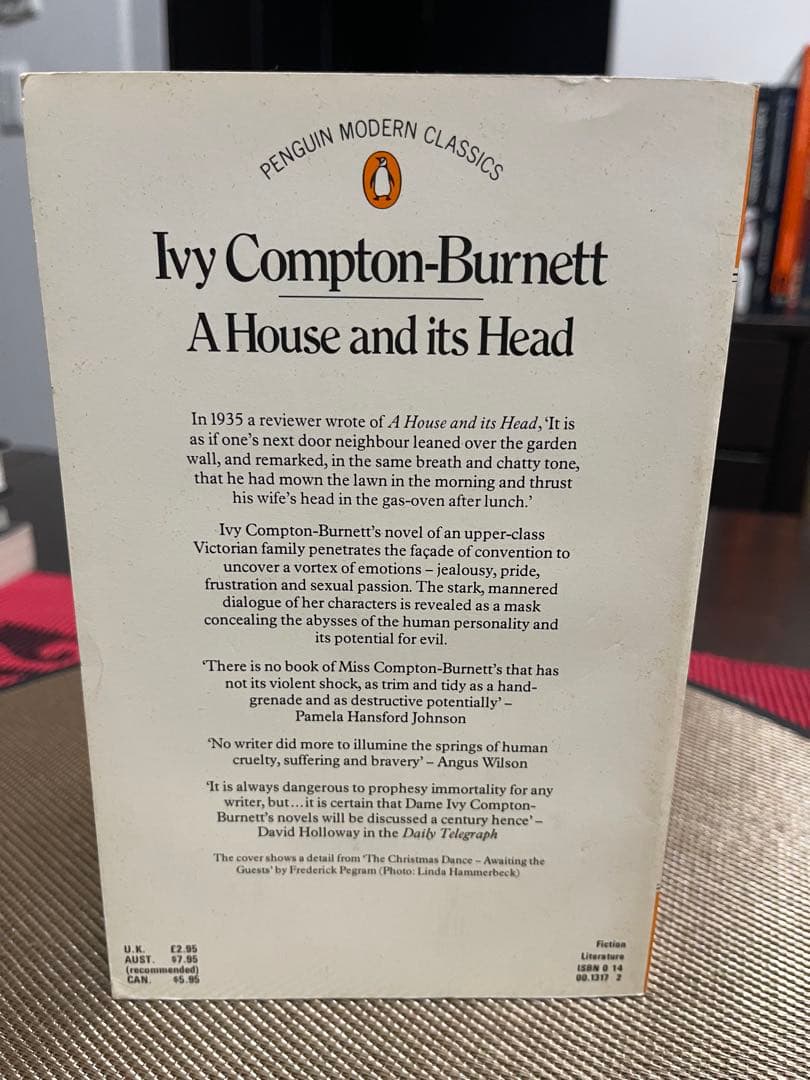 PENGUIN MODERN CLASSICS
Ivy Compton-Burnett
A House and its Head
In 1935 a reviewer wrote of A House and its Head, ‘It is
as if one’s next door neighbour leaned over the garden
wall, and remarked, in the same breath and chatty tone,
that he had mown the lawn in the morning and thrust
his wife’s head in the gas-oven after lunch.’
Ivy Compton-Burnett’s novel of an upper-class
Victorian family penetrates the façade of convention to
uncover a vortex of emotions – jealousy, pride,
frustration and sexual passion. The stark, mannered
dialogue of her characters is revealed as a mask
concealing the abysses of the human personality and
its potential for evil.
‘There is no book of Miss Compton-Burnett’s that has
not its violent shock, as trim and tidy as a hand-
grenade and as destructive potentially’ –
Pamela Hansford Johnson
‘No writer did more to illumine the springs of human
cruelty, suffering and bravery’ – Angus Wilson
‘It is always dangerous to prophesy immortality for any
writer, but...it is certain that Dame Ivy Compton-
Burnett’s novels will be discussed a century hence’ –
David Holloway in the Daily Telegraph
The cover shows a detail from ‘The Christmas Dance – Awaiting the
Guests’ by Frederick Pegram (Photo: Linda Hammerbeck)
U.K. £2.95
AUST. $7.95
(recommended)
CAN. $5.95
Fiction
Literature
ISBN 0 14
00.1317 2